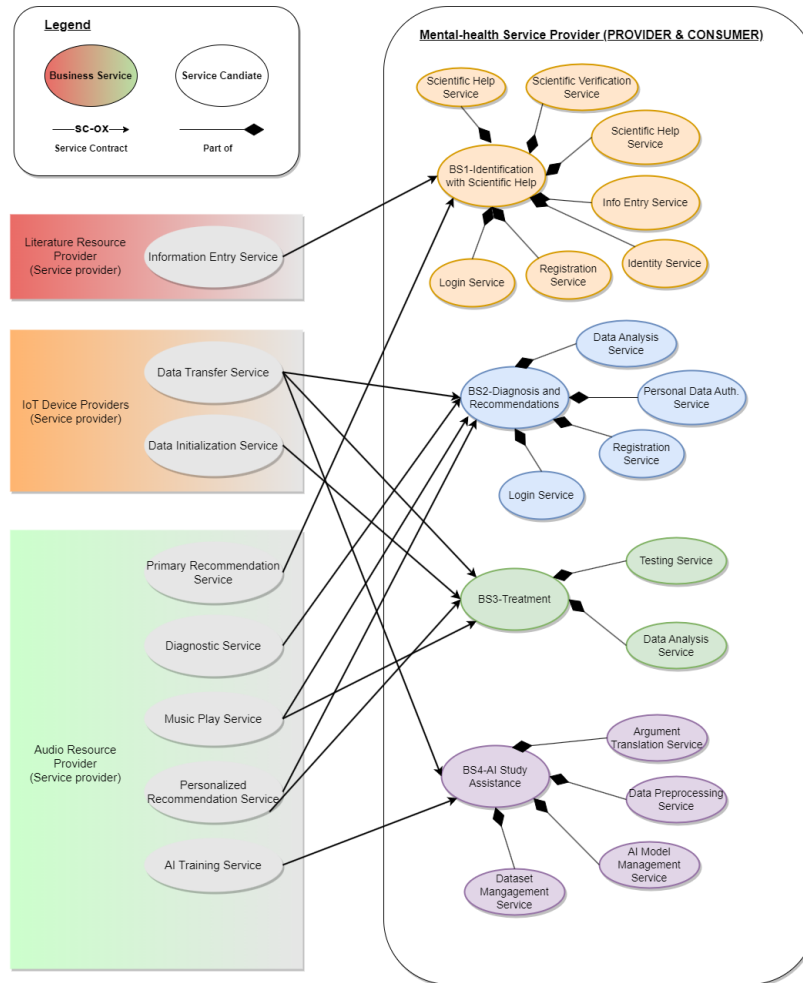 Legend
Business Service
Service Candiate
sc-ox
Service Contract
Part of
Literature Resource
Provider
(Service provider)
Information Entry Service
IoT Device Providers
(Service provider)
Data Transfer Service
Data Initialization Service
Audio Resource
Provider
(Service provider)
Primary Recommendation
Service
Diagnostic Service
Music Play Service
Personalized
Recommendation Service
AI Training Service
Mental-health Service Provider (PROVIDER & CONSUMER)
Scientific Help
Service
Scientific Verification
Service
Scientific Help
Service
BS1-Identification
with Scientific Help
Info Entry Service
Identity Service
Registration
Service
Login Service
Data Analysis
Service
BS2-Diagnosis and
Recommendations
Personal Data Auth.
Service
Registration
Service
Login Service
Testing Service
BS3-Treatment
Data Analysis
Service
Argument
Translation Service
BS4-AI Study
Assistance
Data Preprocessing
Service
AI Model
Management
Service
Dataset
Mangagement
Service